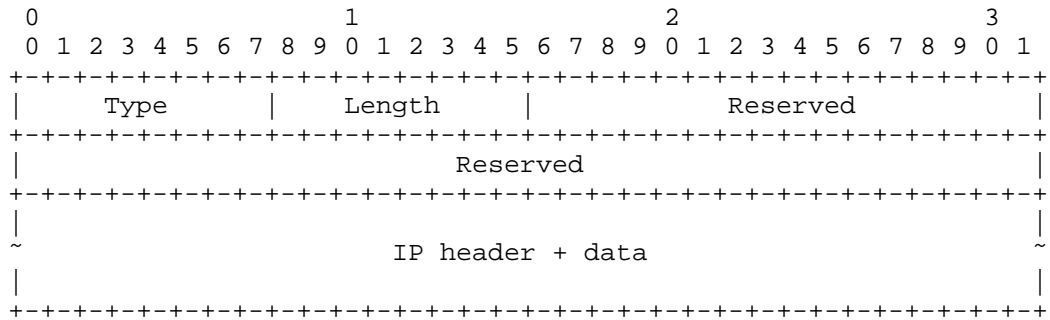 0                   1                   2                   3
0 1 2 3 4 5 6 7 8 9 0 1 2 3 4 5 6 7 8 9 0 1 2 3 4 5 6 7 8 9 0 1
+-+-+-+-+-+-+-+-+-+-+-+-+-+-+-+-+-+-+-+-+-+-+-+-+-+-+-+-+-+-+-+-+
|     Type      |    Length     |            Reserved           |
+-+-+-+-+-+-+-+-+-+-+-+-+-+-+-+-+-+-+-+-+-+-+-+-+-+-+-+-+-+-+-+-+
|                           Reserved                            |
+-+-+-+-+-+-+-+-+-+-+-+-+-+-+-+-+-+-+-+-+-+-+-+-+-+-+-+-+-+-+-+-+
|                                                               |
~                       IP header + data                        ~
|                                                               |
+-+-+-+-+-+-+-+-+-+-+-+-+-+-+-+-+-+-+-+-+-+-+-+-+-+-+-+-+-+-+-+-+